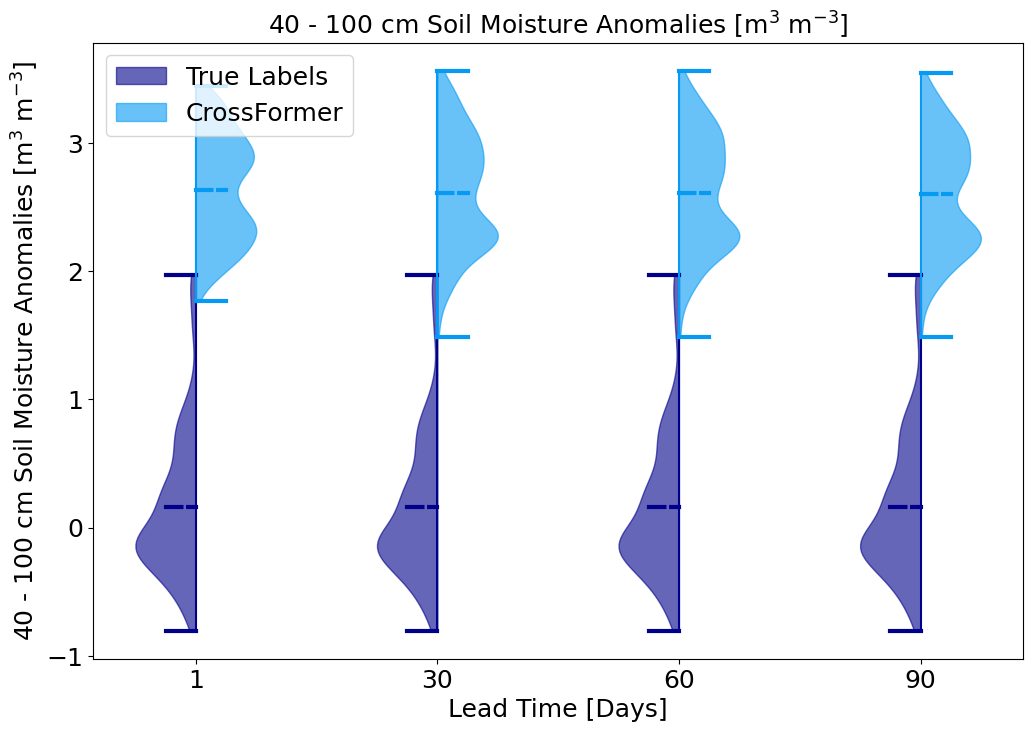 40 - 100 cm Soil Moisture Anomalies [m³ m⁻³]
True Labels
CrossFormer
40 - 100 cm Soil Moisture Anomalies [m³ m⁻³]
3
2
1
0
−1
1 30 60 90
Lead Time [Days]